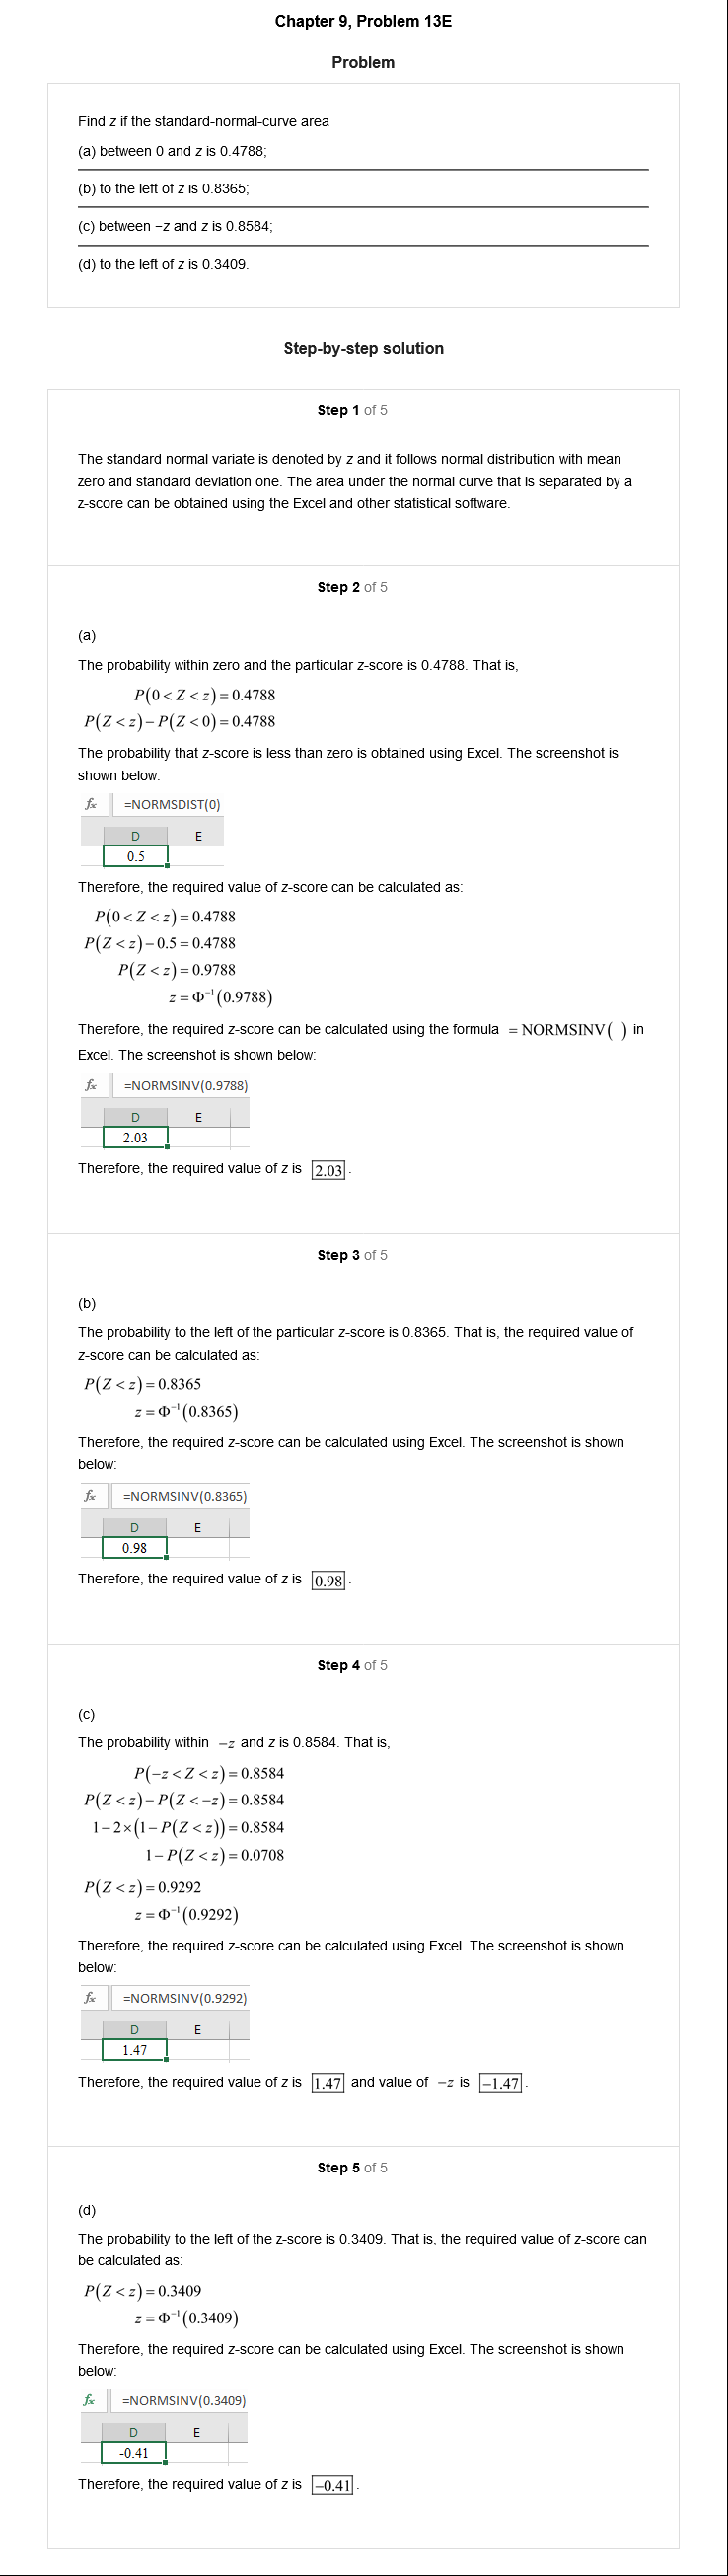 Chapter 9, Problem 13E
Problem
Find z if the standard-normal-curve area
(a) between 0 and z is 0.4788;
(b) to the left of z is 0.8365;
(c) between −z and z is 0.8584;
(d) to the left of z is 0.3409.
Step-by-step solution
Step 1 of 5
The standard normal variate is denoted by z and it follows normal distribution with mean
zero and standard deviation one. The area under the normal curve that is separated by a
z-score can be obtained using the Excel and other statistical software.
Step 2 of 5
(a)
The probability within zero and the particular z-score is 0.4788. That is,
P(0 < Z < z) = 0.4788
P(Z < z) − P(Z < 0) = 0.4788
The probability that z-score is less than zero is obtained using Excel. The screenshot is
shown below:
fx =NORMSDIST(0)
D E
0.5
Therefore, the required value of z-score can be calculated as:
P(0 < Z < z) = 0.4788
P(Z < z) − 0.5 = 0.4788
P(Z < z) = 0.9788
z = Φ⁻¹(0.9788)
Therefore, the required z-score can be calculated using the formula = NORMSINV( ) in
Excel. The screenshot is shown below:
fx =NORMSINV(0.9788)
D E
2.03
Therefore, the required value of z is 2.03.
Step 3 of 5
(b)
The probability to the left of the particular z-score is 0.8365. That is, the required value of
z-score can be calculated as:
P(Z < z) = 0.8365
z = Φ⁻¹(0.8365)
Therefore, the required z-score can be calculated using Excel. The screenshot is shown
below:
fx =NORMSINV(0.8365)
D E
0.98
Therefore, the required value of z is 0.98.
Step 4 of 5
(c)
The probability within −z and z is 0.8584. That is,
P(−z < Z < z) = 0.8584
P(Z < z) − P(Z < −z) = 0.8584
1 − 2×(1 − P(Z < z)) = 0.8584
1 − P(Z < z) = 0.0708
P(Z < z) = 0.9292
z = Φ⁻¹(0.9292)
Therefore, the required z-score can be calculated using Excel. The screenshot is shown
below:
fx =NORMSINV(0.9292)
D E
1.47
Therefore, the required value of z is 1.47 and value of −z is −1.47.
Step 5 of 5
(d)
The probability to the left of the z-score is 0.3409. That is, the required value of z-score can
be calculated as:
P(Z < z) = 0.3409
z = Φ⁻¹(0.3409)
Therefore, the required z-score can be calculated using Excel. The screenshot is shown
below:
fx =NORMSINV(0.3409)
D E
-0.41
Therefore, the required value of z is −0.41.